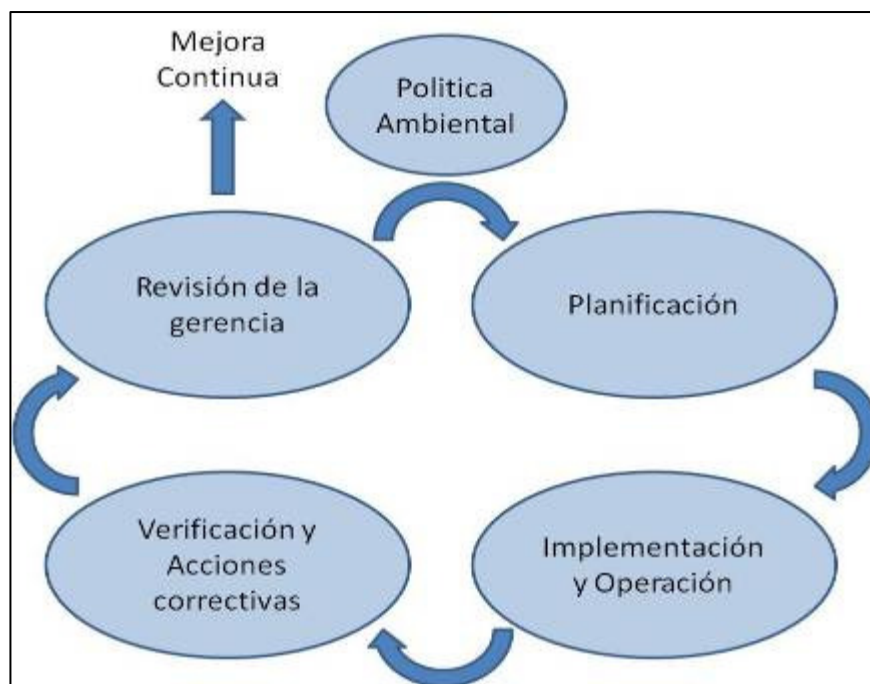 Mejora
Continua
Politica
Ambiental
Revisión de la
gerencia
Planificación
Verificación y
Acciones
correctivas
Implementación
y Operación